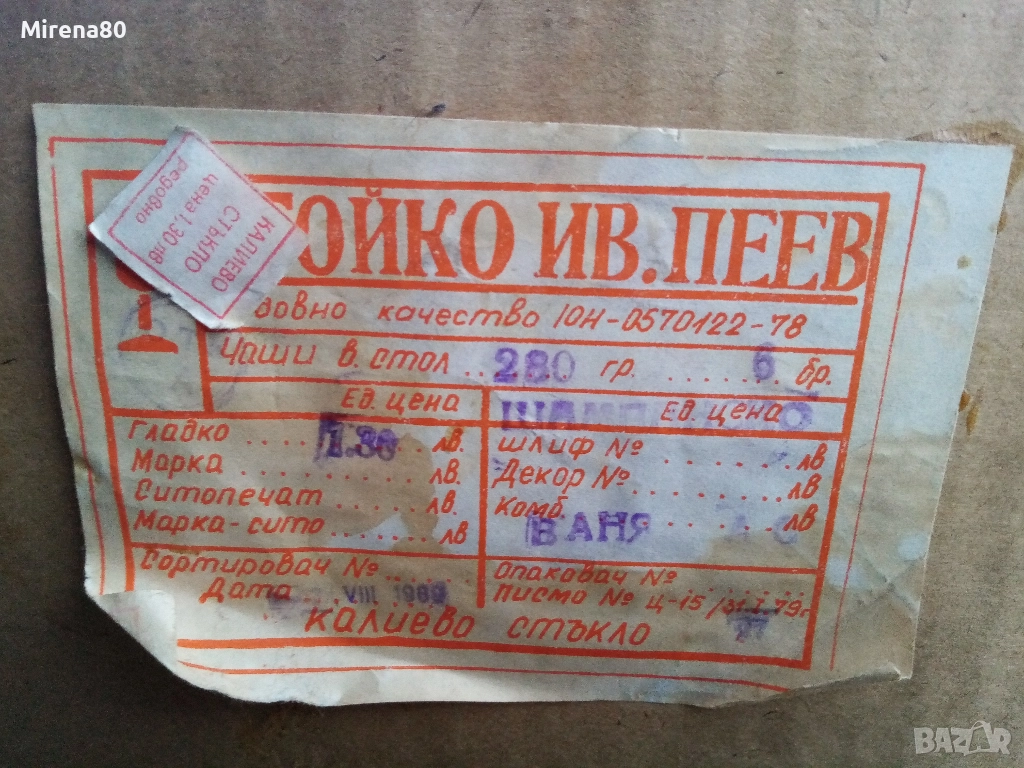 Mirena80
КАЛИЕВО
СТЪКЛО
цена 1.30 лв
редовно
ОЙКО ИВ. ПЕЕВ
довно качество ЮН-0570122-78
Чаши в. стол .. 280 гр. ...... 6 бр.
Ед. цена
Ед. цена
гладко .... 1.30 .. лв.
Марка ........ лв.
Ситопечат .... лв.
Марка-сито ..... лв
шлиф № ...... лв
Декор № ....... лв
Комб. ....... лв
ВАНЯ
Сортировач № .....
Дата VIII 1989
Опаковач № ......
писмо № Ц-15/31.I.79г
калиево стъкло
BAZAR